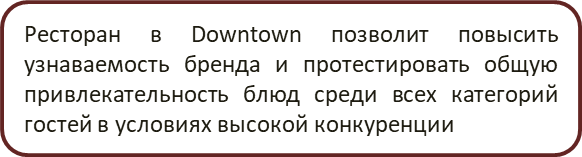 Ресторан в Downtown позволит повысить
узнаваемость бренда и протестировать общую
привлекательность блюд среди всех категорий
гостей в условиях высокой конкуренции